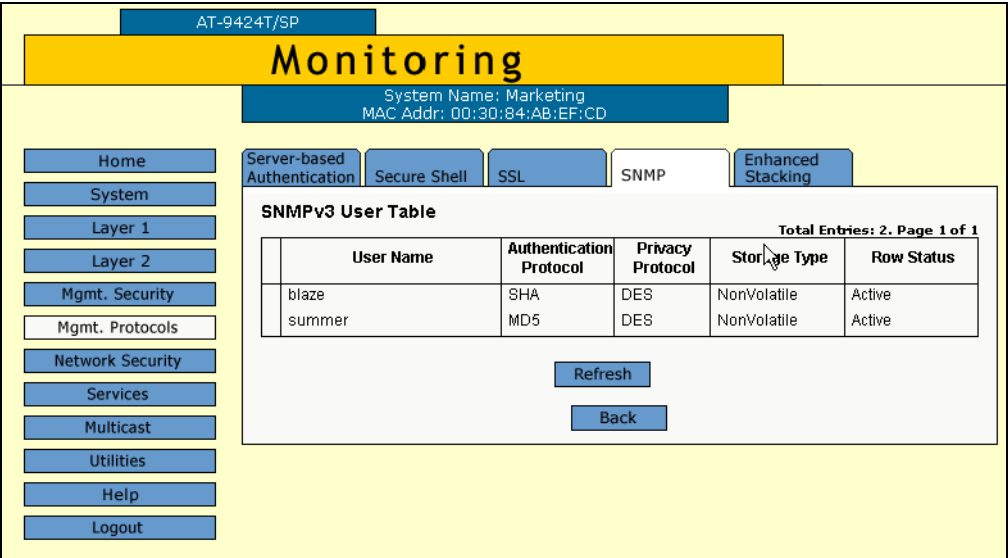 AT-9424T/SP
Monitoring
System Name: Marketing
MAC Addr: 00:30:84:AB:EF:CD
Home
System
Layer 1
Layer 2
Mgmt. Security
Mgmt. Protocols
Network Security
Services
Multicast
Utilities
Help
Logout
Server-based
Authentication
Secure Shell
SSL
SNMP
Enhanced
Stacking
SNMPv3 User Table
Total Entries: 2. Page 1 of 1
User Name
Authentication
Protocol
Privacy
Protocol
Storage Type
Row Status
blaze SHA DES NonVolatile Active
summer MD5 DES NonVolatile Active
Refresh
Back